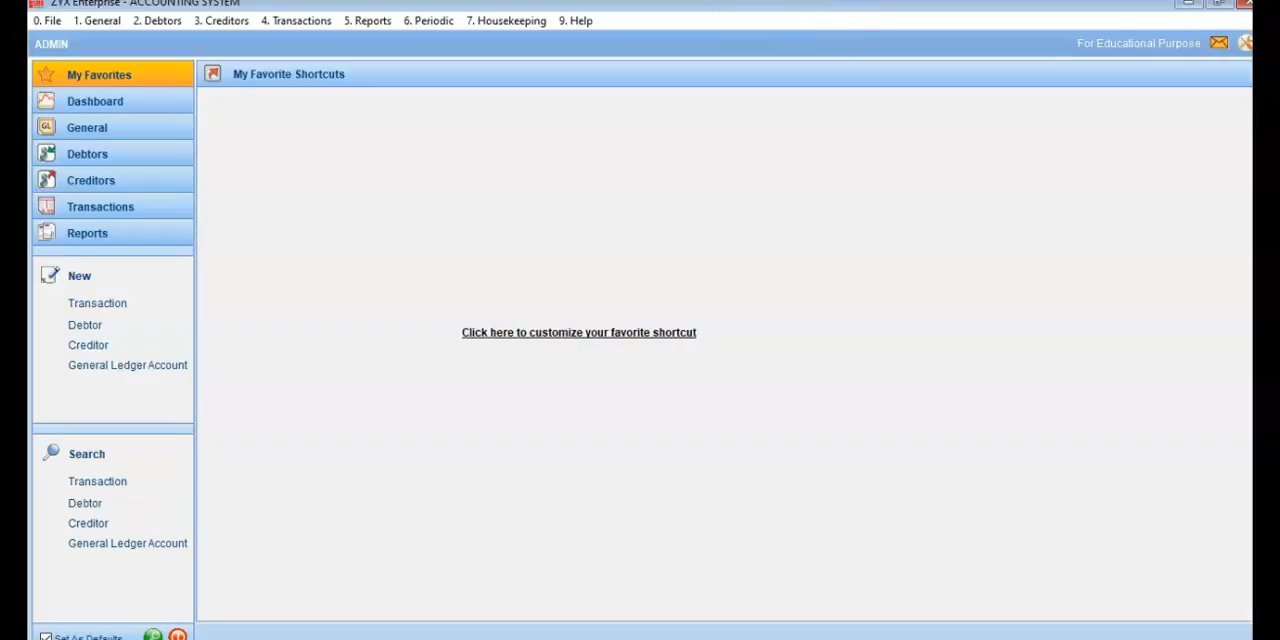 ZYX Enterprise - ACCOUNTING SYSTEM
0. File 1. General 2. Debtors 3. Creditors 4. Transactions 5. Reports 6. Periodic 7. Housekeeping 9. Help
ADMIN For Educational Purpose
My Favorites
Dashboard
General
Debtors
Creditors
Transactions
Reports
New
Transaction
Debtor
Creditor
General Ledger Account
Search
Transaction
Debtor
Creditor
General Ledger Account
Set As Defaults
My Favorite Shortcuts
Click here to customize your favorite shortcut